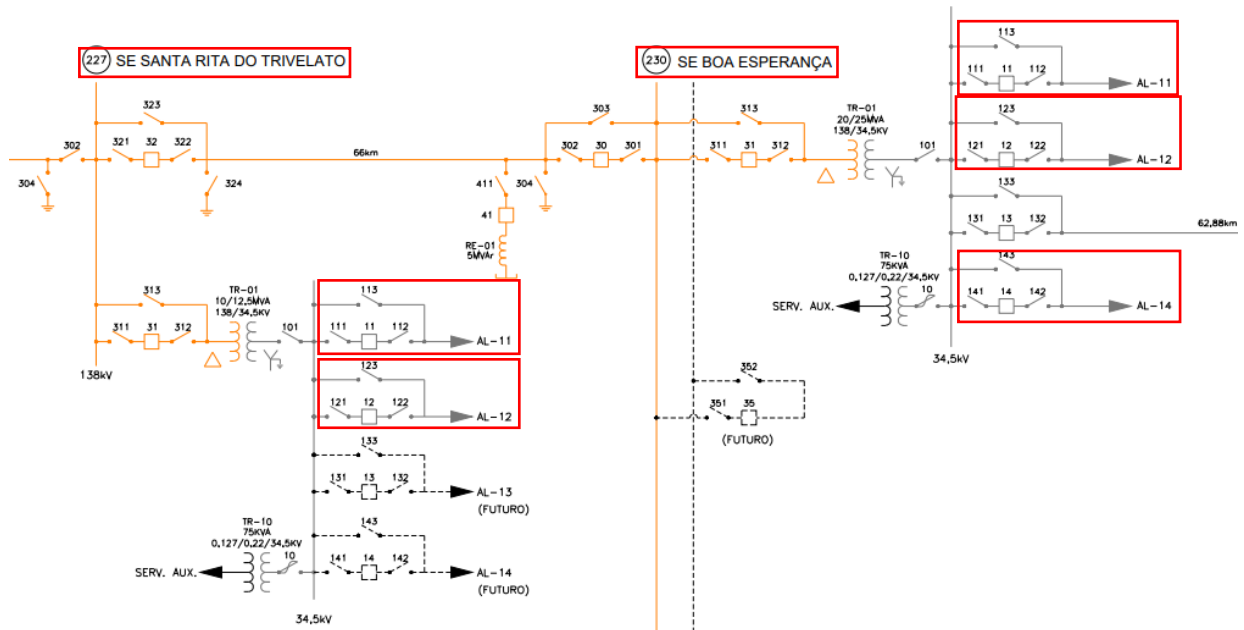 227 SE SANTA RITA DO TRIVELATO
302
304
323
321 32 322
324
66km
138kV
313
311 31 312
TR-01
10/12,5MVA
138/34.5KV
101
113
111 11 112
AL-11
123
121 12 122
AL-12
133
131 13 132
AL-13
(FUTURO)
143
141 14 142
AL-14
(FUTURO)
TR-10
75KVA
0.127/0.22/34.5KV
10
SERV. AUX.
34,5kV
411
41
RE-01
5MVAr
304
230 SE BOA ESPERANÇA
303
302 30 301
313
311 31 312
TR-01
20/25MVA
138/34.5KV
101
113
111 11 112
AL-11
123
121 12 122
AL-12
133
131 13 132
62,88km
143
141 14 142
AL-14
TR-10
75KVA
0.127/0.22/34.5KV
10
SERV. AUX.
34,5kV
352
351 35
(FUTURO)